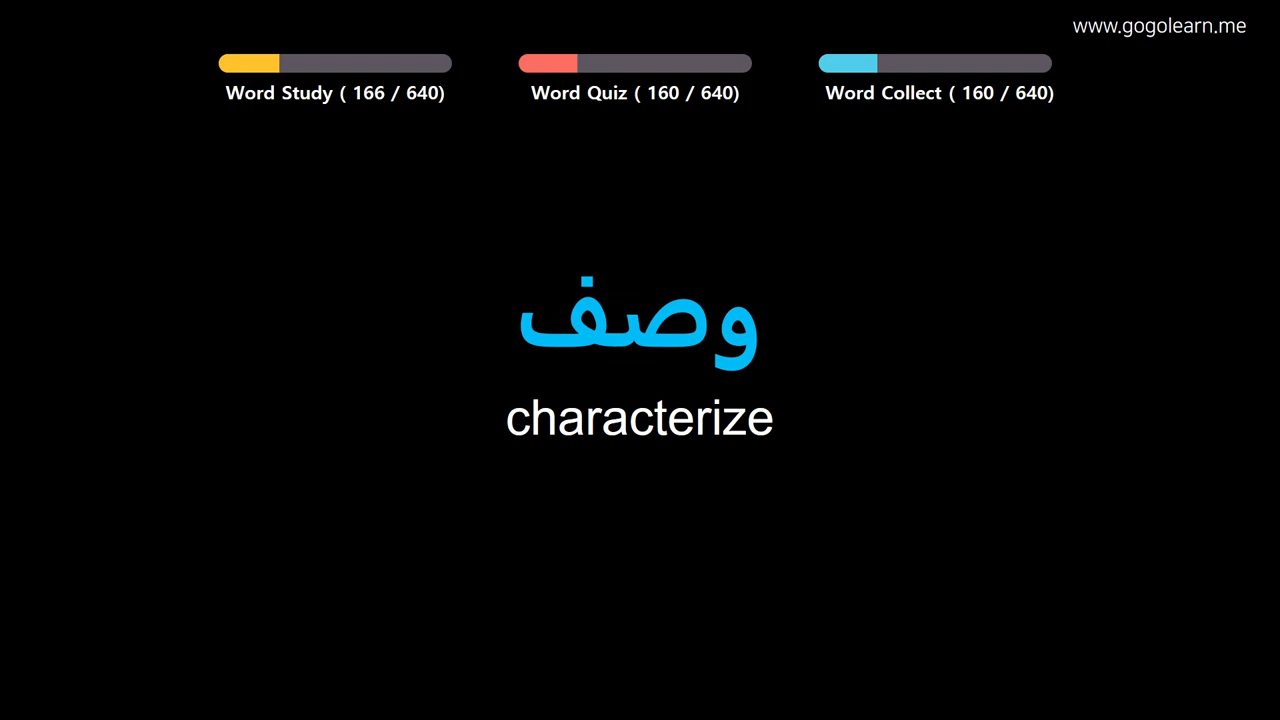 www.gogolearn.me
Word Study ( 166 / 640)
Word Quiz ( 160 / 640)
Word Collect ( 160 / 640)
وصف
characterize